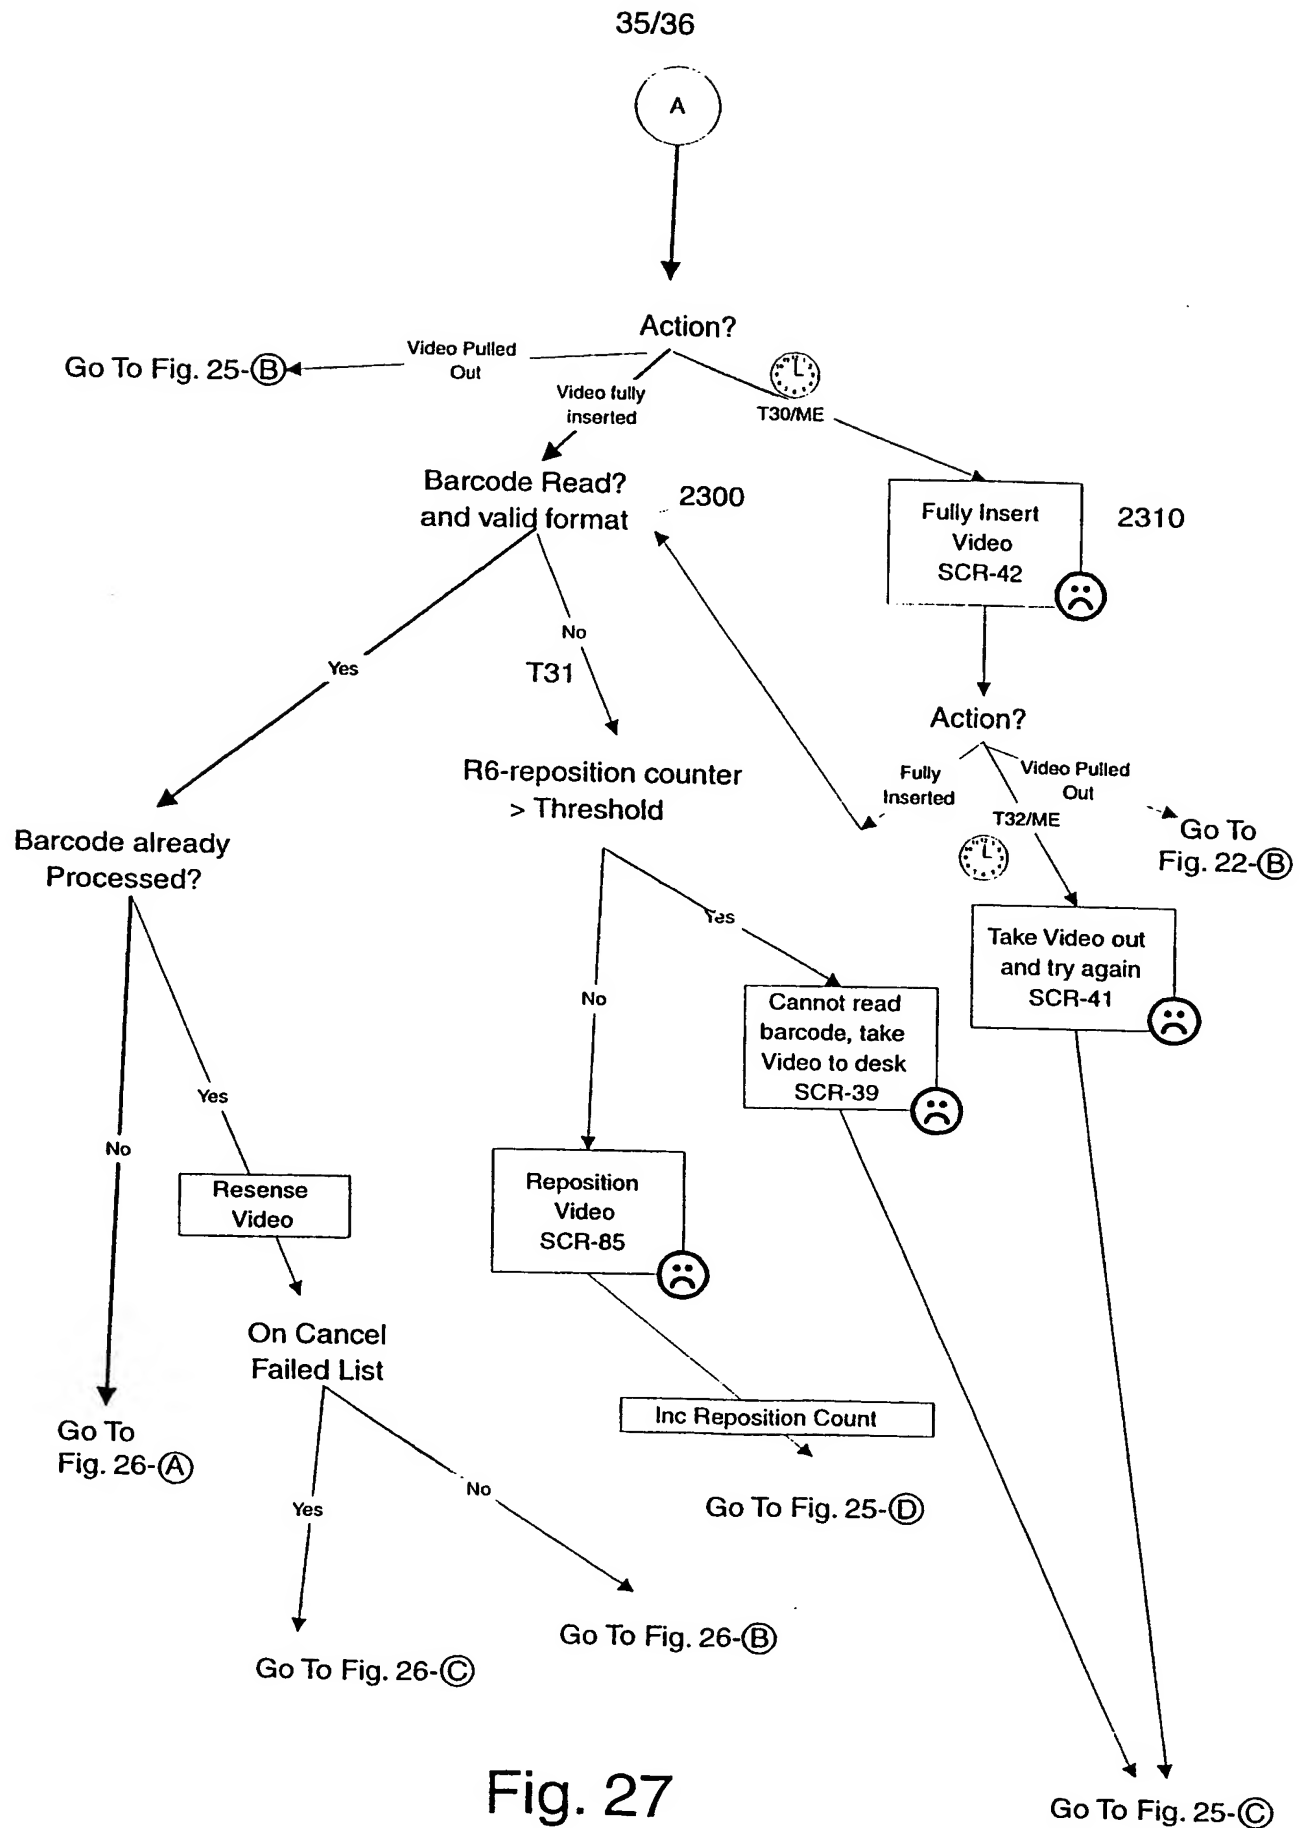 35/36
A
Action?
Go To Fig. 25-B
Video Pulled
Out
Video fully
inserted
T30/ME
Barcode Read?
and valid format
2300
Fully Insert
Video
SCR-42
2310
No
T31
Yes
Action?
Fully
Inserted
Video Pulled
Out
T32/ME
Go To
Fig. 22-B
R6-reposition counter
> Threshold
Barcode already
Processed?
Yes
Take Video out
and try again
SCR-41
No
Cannot read
barcode, take
Video to desk
SCR-39
Yes
No
Resense
Video
Reposition
Video
SCR-85
On Cancel
Failed List
Inc Reposition Count
Go To
Fig. 26-A
Yes
No
Go To Fig. 25-D
Go To Fig. 26-B
Go To Fig. 26-C
Fig. 27
Go To Fig. 25-C